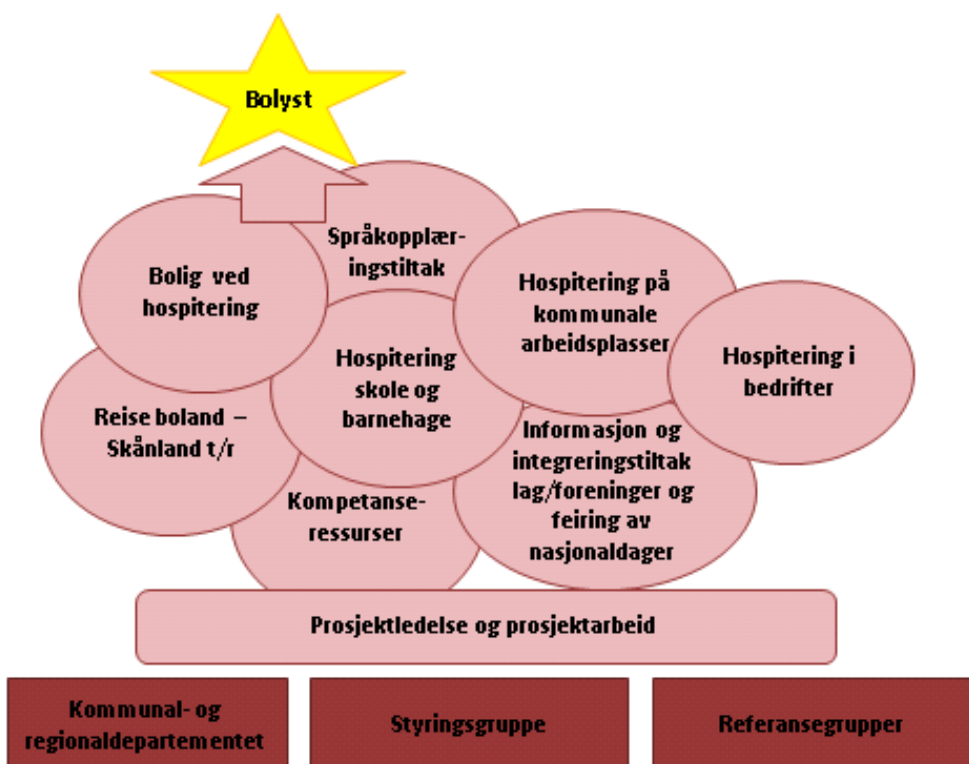 Bolyst
Språkopplær-
ingstiltak
Bolig ved
hospitering
Hospitering på
kommunale
arbeidsplasser
Hospitering i
bedrifter
Hospitering
skole og
barnehage
Reise boland –
Skånland t/r
Informasjon og
integreringstiltak
lag/foreninger og
feiring av
nasjonaldager
Kompetanse-
ressurser
Prosjektledelse og prosjektarbeid
Kommunal- og
regionaldepartementet
Styringsgruppe
Referansegrupper